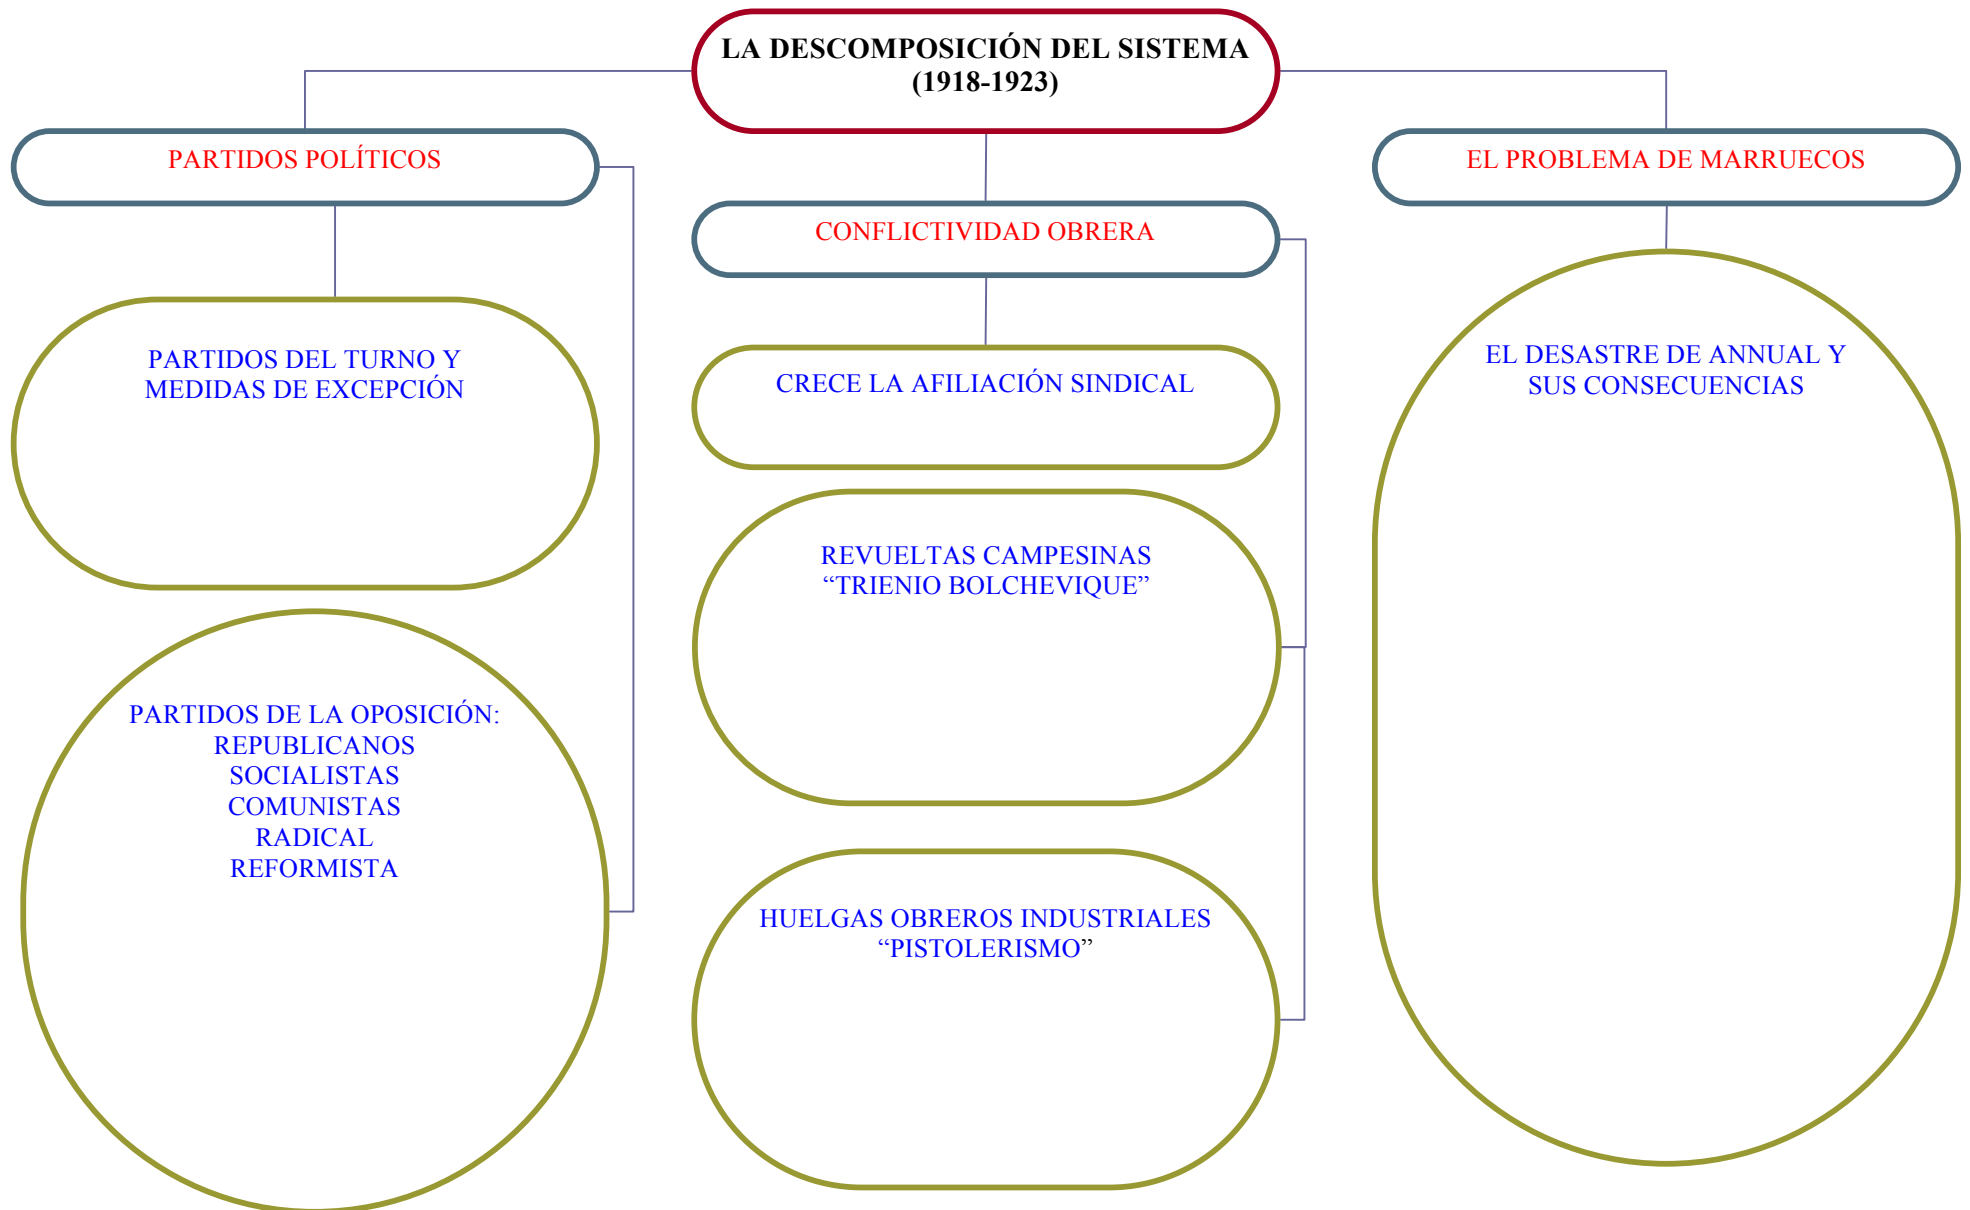 LA DESCOMPOSICIÓN DEL SISTEMA
(1918-1923)
PARTIDOS POLÍTICOS
PARTIDOS DEL TURNO Y
MEDIDAS DE EXCEPCIÓN
PARTIDOS DE LA OPOSICIÓN:
REPUBLICANOS
SOCIALISTAS
COMUNISTAS
RADICAL
REFORMISTA
CONFLICTIVIDAD OBRERA
CRECE LA AFILIACIÓN SINDICAL
REVUELTAS CAMPESINAS
“TRIENIO BOLCHEVIQUE”
HUELGAS OBREROS INDUSTRIALES
“PISTOLERISMO”
EL PROBLEMA DE MARRUECOS
EL DESASTRE DE ANNUAL Y
SUS CONSECUENCIAS